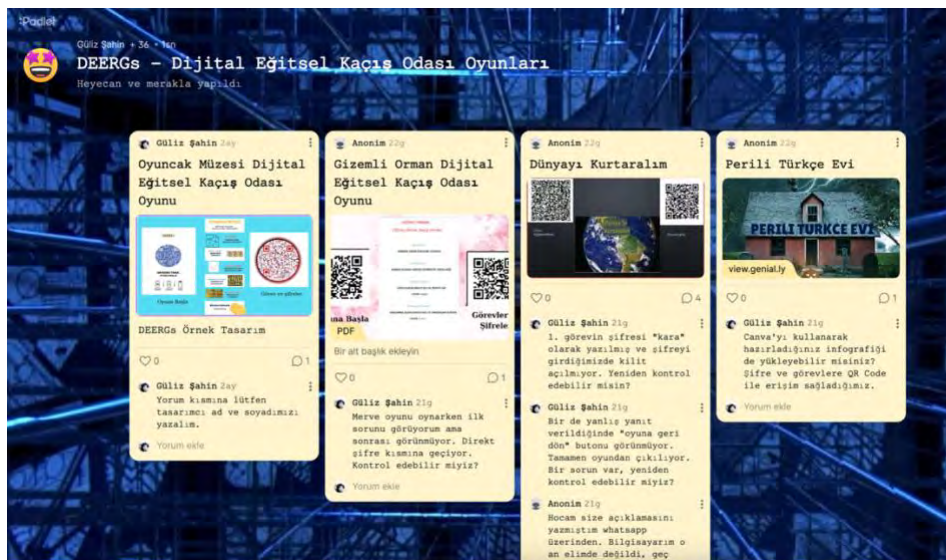 :Padlet
Güliz Şahin + 36 • 1sn
DEERGs - Dijital Eğitsel Kaçış Odası Oyunları
Heyecan ve merakla yapıldı
Güliz Şahin 2ay
Oyuncak Müzesi Dijital
Eğitsel Kaçış Odası
Oyunu
DEERGs Örnek Tasarım
0
1
Güliz Şahin 2ay
Yorum kısmına lütfen
tasarımcı ad ve soyadımızı
yazalım.
Yorum ekle
Anonim 22g
Gizemli Orman Dijital
Eğitsel Kaçış Odası
Oyunu
na Başla
Görevler
Şifrele
PDF
Bir alt başlık ekleyin
0
1
Güliz Şahin 21g
Merve oyunu oynarken ilk
sorunu görüyorum ama
sonrası görünmüyor. Direkt
şifre kısmına geçiyor.
Kontrol edebilir miyiz?
Yorum ekle
Anonim 22g
Dünyayı Kurtaralım
0
4
Güliz Şahin 21g
1. görevin şifresi "kara"
olarak yazılmış ve şifreyi
girdiğimizde kilit
açılmıyor. Yeniden kontrol
edebilir misin?
Güliz Şahin 21g
Bir de yanlış yanıt
verildiğinde "oyuna geri
dön" butonu görünmüyor.
Tamamen oyundan çıkılıyor.
Bir sorun var, yeniden
kontrol edebilir miyiz?
Anonim 21g
Hocam size açıklamasını
yazmıştım whatsapp
üzerinden. Bilgisayarım o
an elimde değildi, geç
Anonim 22g
Perili Türkçe Evi
PERILI TURKCE EVI
view.genial.ly
0
1
Güliz Şahin 21g
Canva'yı kullanarak
hazırladığınız infografiği
de yükleyebilir misiniz?
Şifre ve görevlere QR Code
ile erişim sağladığımız.
Yorum ekle